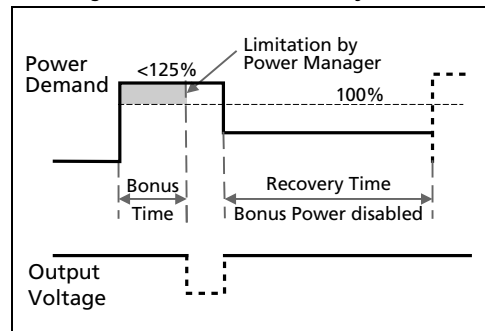 Limitation by
Power Manager
Power
Demand
<125%
100%
Bonus
Time
Recovery Time
Bonus Power disabled
Output
Voltage